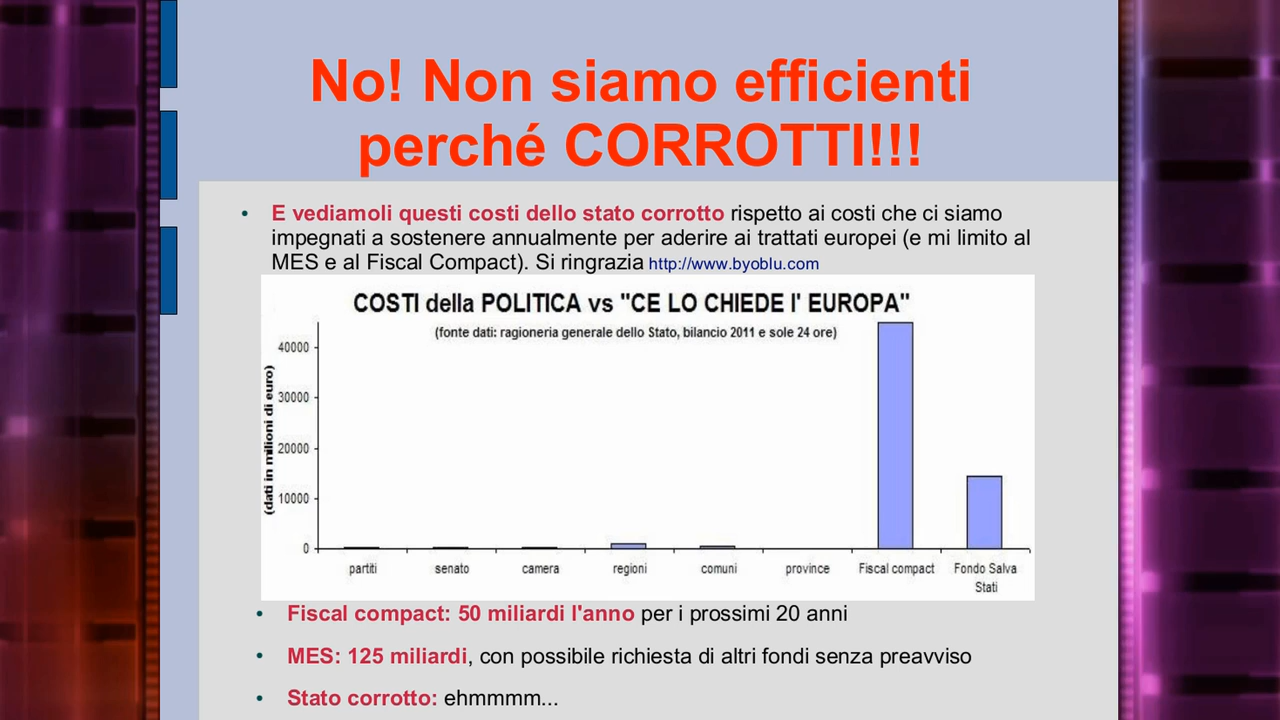 No! Non siamo efficienti
perché CORROTTI!!!
• E vediamoli questi costi dello stato corrotto rispetto ai costi che ci siamo
impegnati a sostenere annualmente per aderire ai trattati europei (e mi limito al
MES e al Fiscal Compact). Si ringrazia http://www.byoblu.com
COSTI della POLITICA vs "CE LO CHIEDE l' EUROPA"
(fonte dati: ragioneria generale dello Stato, bilancio 2011 e sole 24 ore)
(dati in milioni di euro)
40000
30000
20000
10000
0
partiti senato camera regioni comuni province Fiscal compact Fondo Salva
Stati
• Fiscal compact: 50 miliardi l'anno per i prossimi 20 anni
• MES: 125 miliardi, con possibile richiesta di altri fondi senza preavviso
• Stato corrotto: ehmmmm...